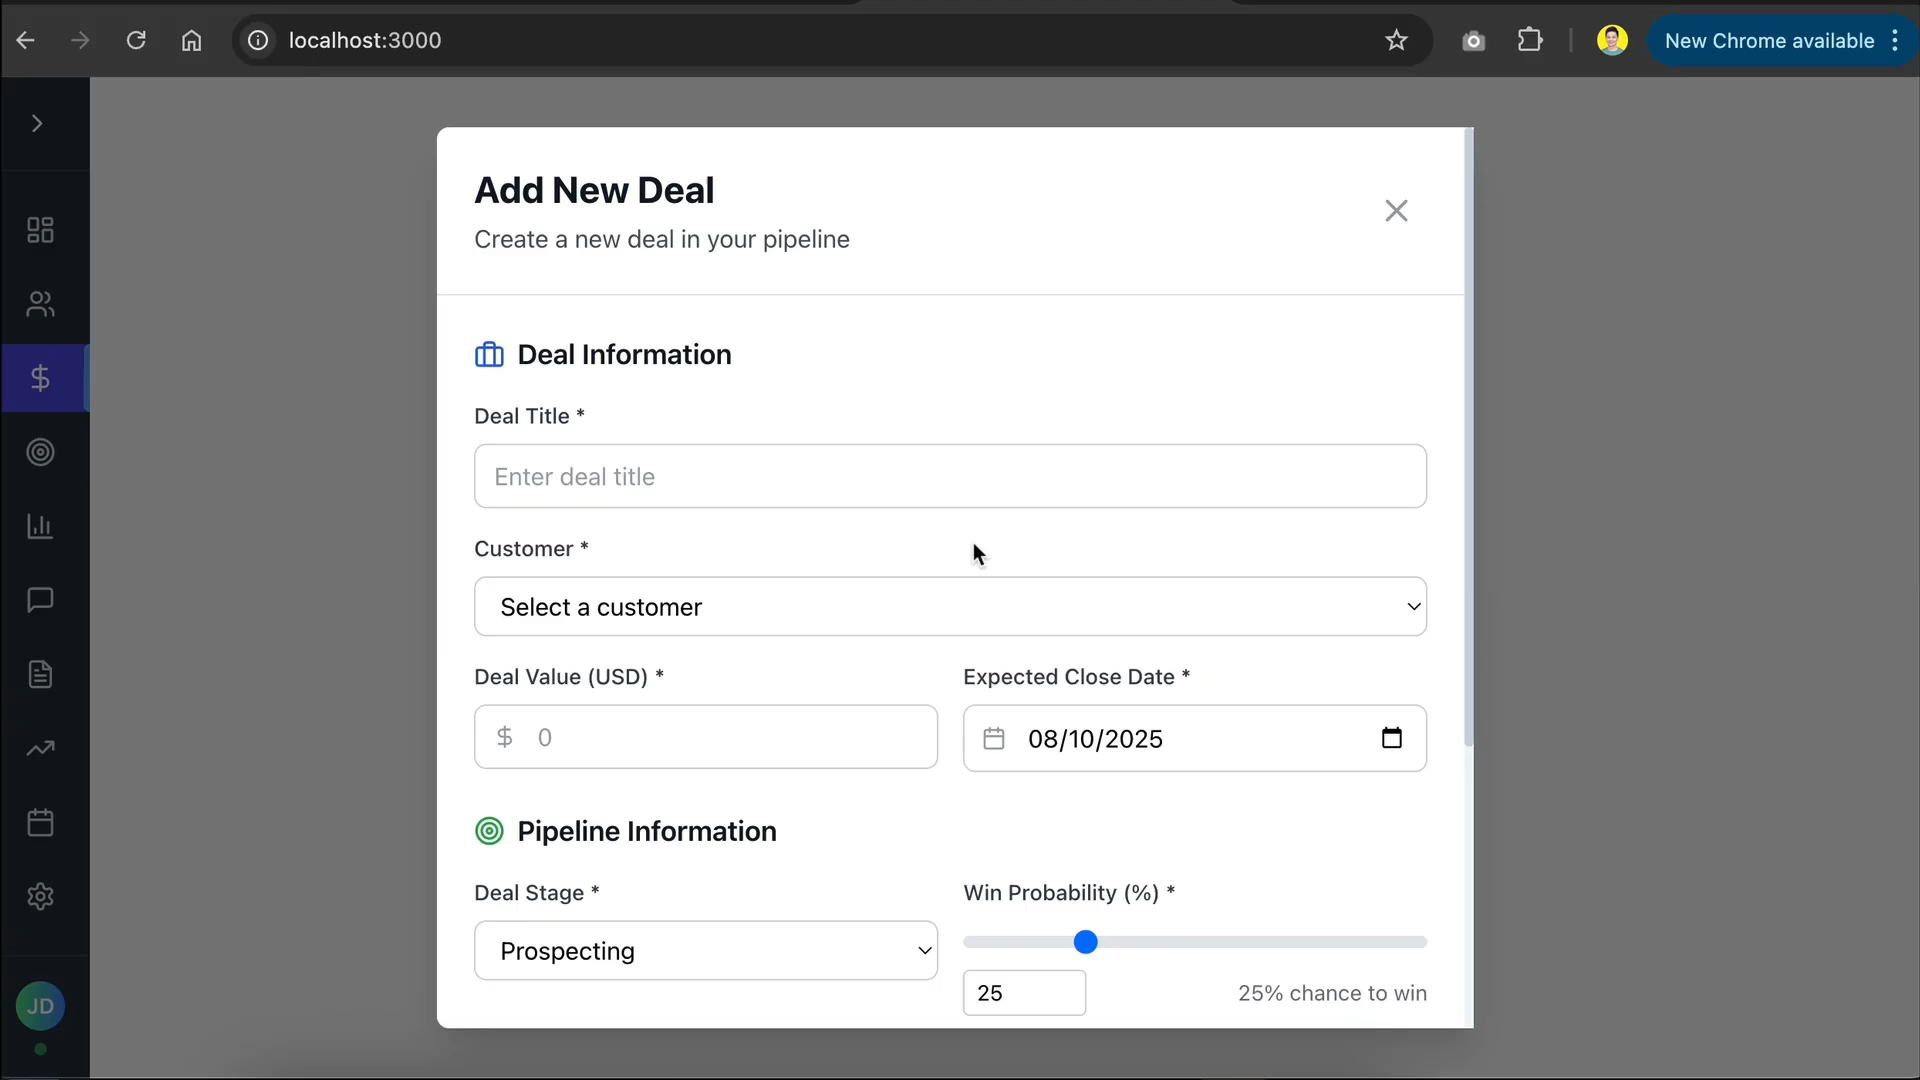 localhost:3000
New Chrome available
Add New Deal
Create a new deal in your pipeline
Deal Information
Deal Title *
Enter deal title
Customer *
Select a customer
Deal Value (USD) *
Expected Close Date *
$ 0
08/10/2025
Pipeline Information
Deal Stage *
Win Probability (%) *
Prospecting
25
25% chance to win
JD